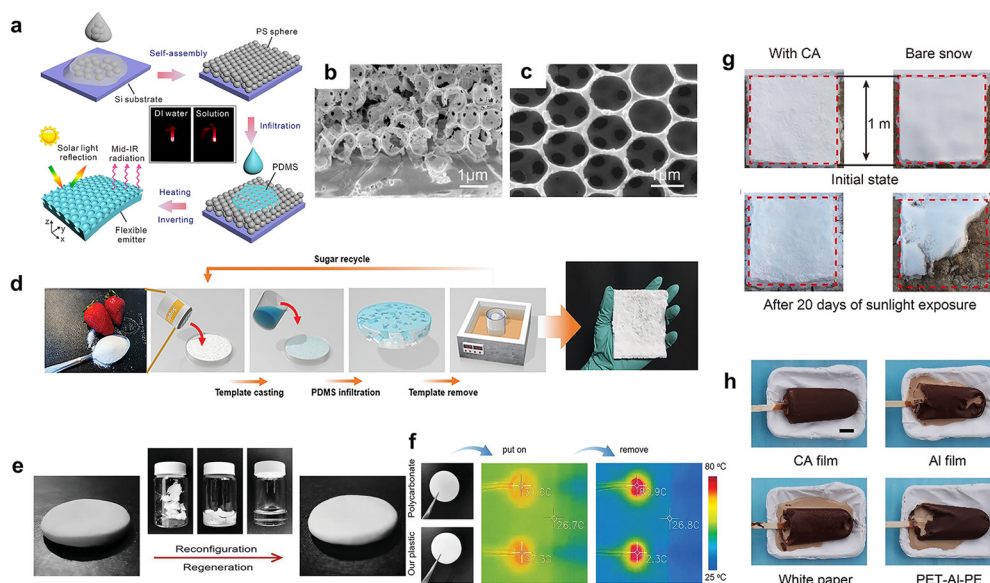 a
Self-assembly
PS sphere
Si substrate
DI water
Solution
Infiltration
PDMS
Solar light
reflection
Mid-IR
radiation
Heating
Inverting
Flexible
emitter
z
y
x
b
1μm
c
1μm
d
Sugar recycle
Template casting
PDMS infiltration
Template remove
e
Reconfiguration
Regeneration
f
put on
remove
Polycarbonate
Our plastic
26.7C
26.8C
80 ºC
25 ºC
g
With CA
Bare snow
1 m
Initial state
After 20 days of sunlight exposure
h
CA film
Al film
White paper
PET-Al-PE